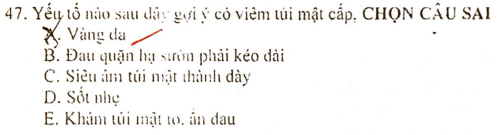 47. Yếu tố nào sau đây gợi ý có viêm túi mật cấp, CHỌN CÂU SAI
A. Vàng da
B. Đau quặn hạ sườn phải kéo dài
C. Siêu âm túi mật thành dày
D. Sốt nhẹ
E. Khám túi mật to, ấn đau